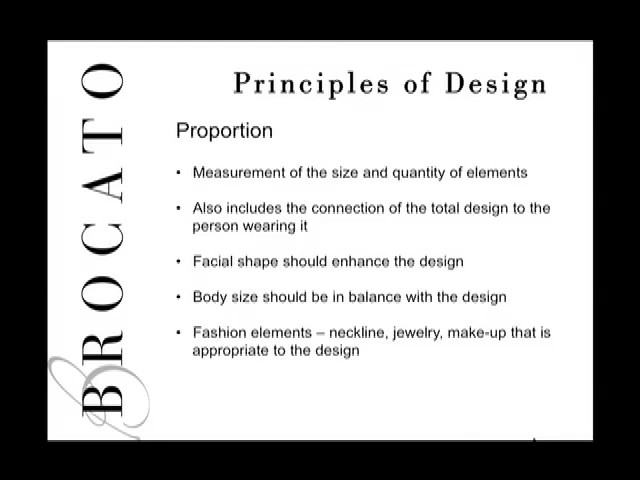 Principles of Design
BROCATO
Proportion
• Measurement of the size and quantity of elements
• Also includes the connection of the total design to the
person wearing it
• Facial shape should enhance the design
• Body size should be in balance with the design
• Fashion elements – neckline, jewelry, make-up that is
appropriate to the design